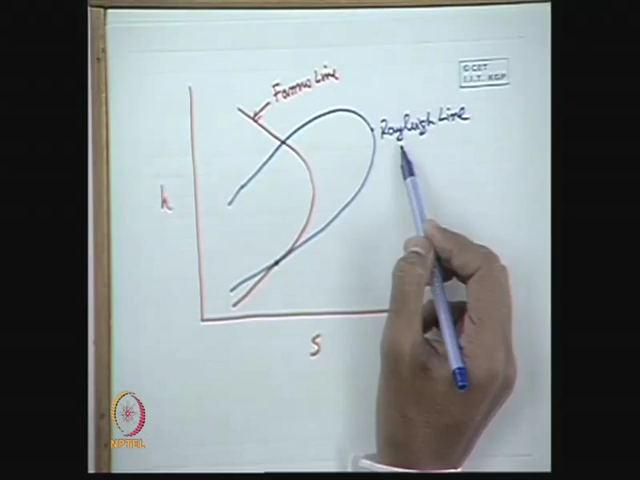 Fanno Line
© CET
I.I.T. KGP
Rayleigh Line
h
S
NPTEL